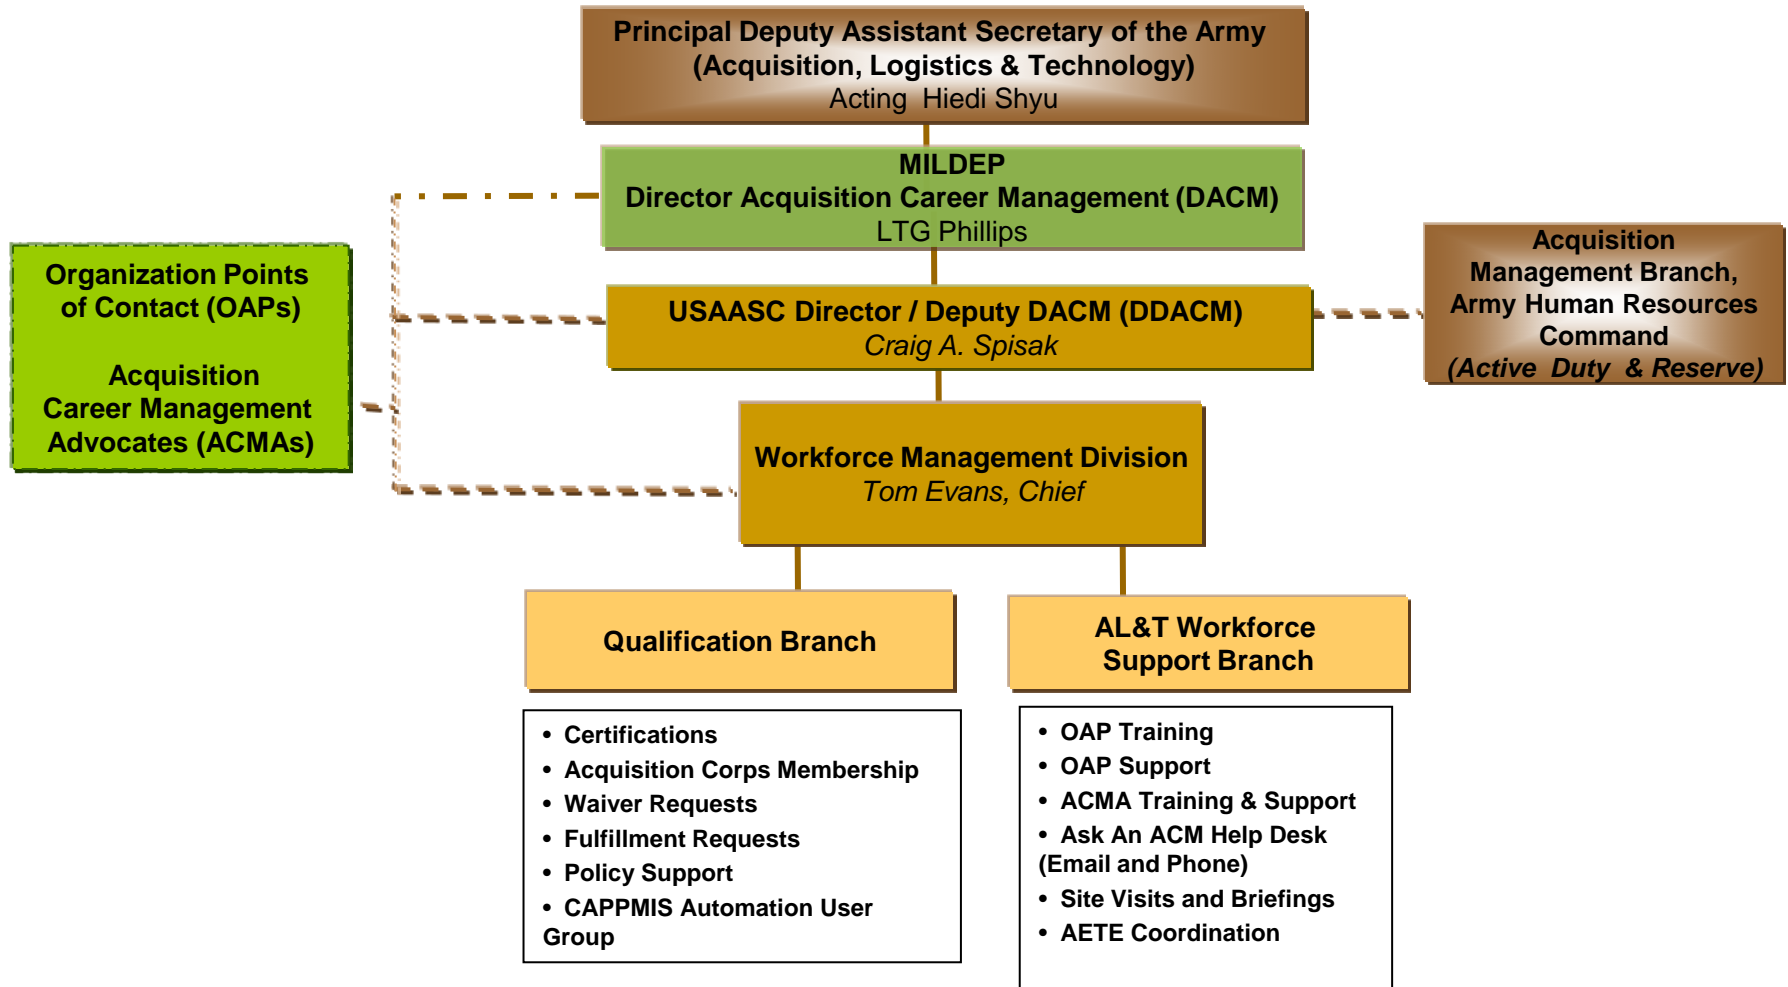 Principal Deputy Assistant Secretary of the Army
(Acquisition, Logistics & Technology)
Acting Hiedi Shyu
MILDEP
Director Acquisition Career Management (DACM)
LTG Phillips
Organization Points
of Contact (OAPs)
Acquisition
Career Management
Advocates (ACMAs)
USAASC Director / Deputy DACM (DDACM)
Craig A. Spisak
Acquisition
Management Branch,
Army Human Resources
Command
(Active Duty & Reserve)
Workforce Management Division
Tom Evans, Chief
Qualification Branch
• Certifications
• Acquisition Corps Membership
• Waiver Requests
• Fulfillment Requests
• Policy Support
• CAPPMIS Automation User
Group
AL&T Workforce
Support Branch
• OAP Training
• OAP Support
• ACMA Training & Support
• Ask An ACM Help Desk
(Email and Phone)
• Site Visits and Briefings
• AETE Coordination